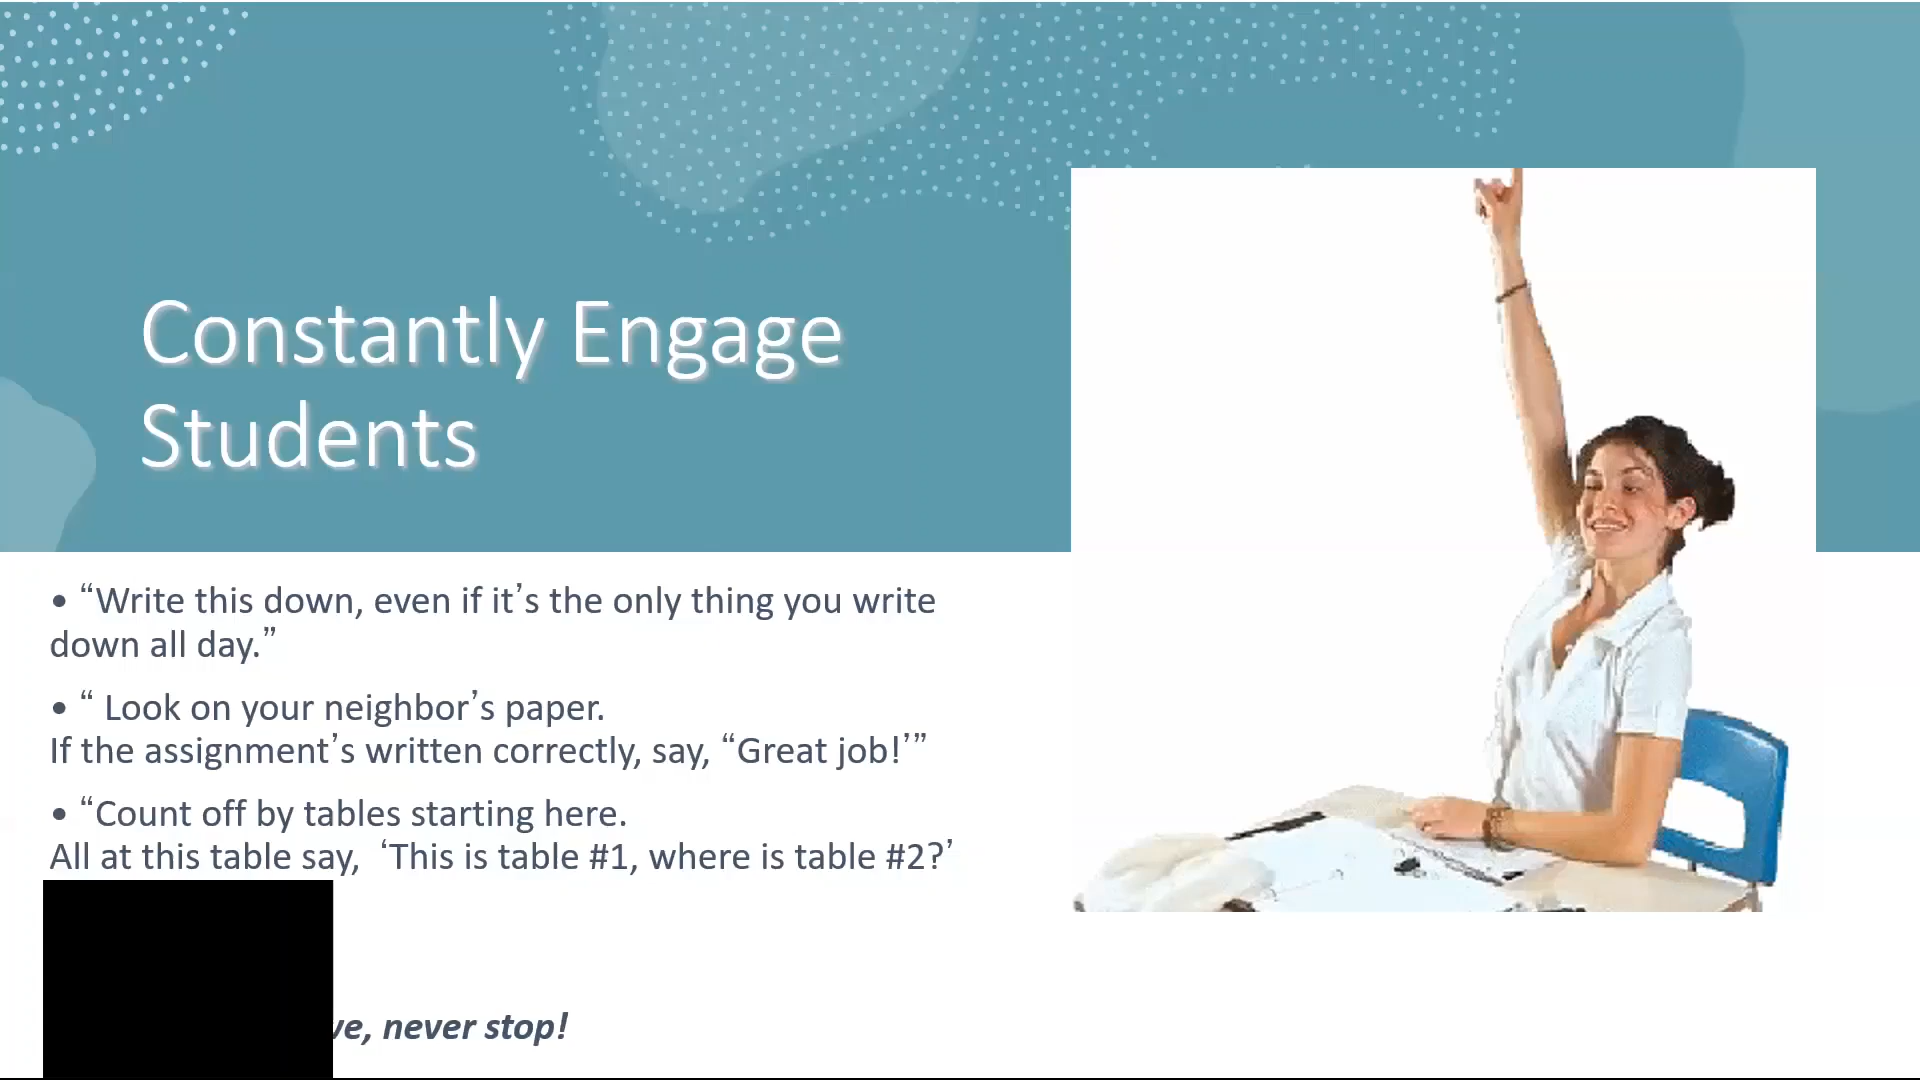 Constantly Engage
Students
• “Write this down, even if it’s the only thing you write
down all day.”
• “ Look on your neighbor’s paper.
If the assignment’s written correctly, say, “Great job!’”
• “Count off by tables starting here.
All at this table say, ‘This is table #1, where is table #2?’
never stop!